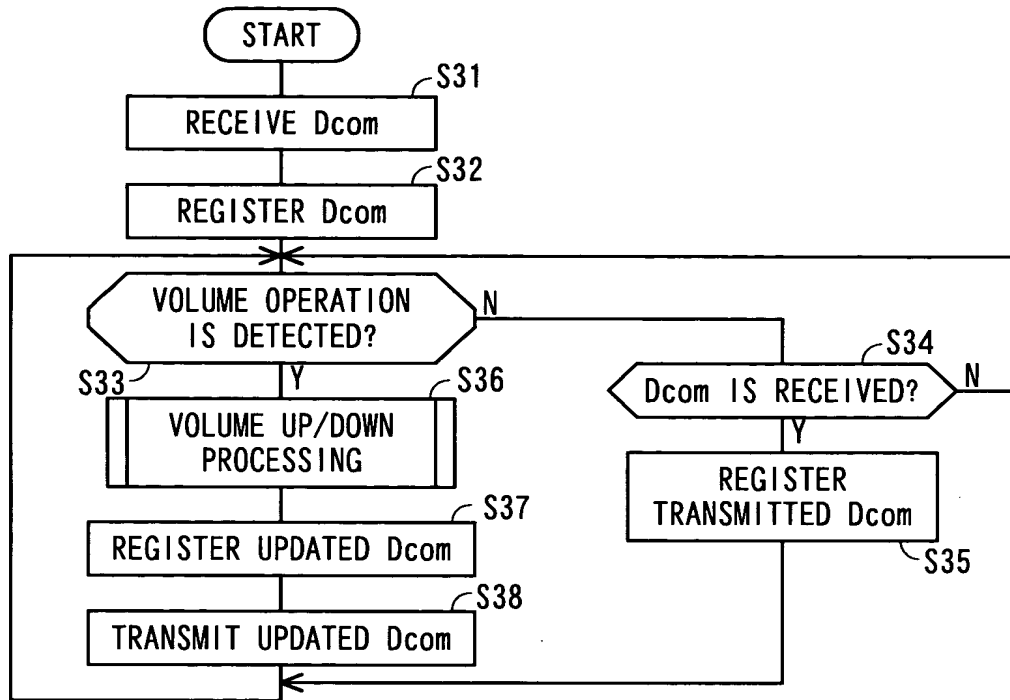 START
S31
RECEIVE Dcom
S32
REGISTER Dcom
VOLUME OPERATION
IS DETECTED?
N
S33
Y
S34
Dcom IS RECEIVED?
N
Y
S36
VOLUME UP/DOWN
PROCESSING
REGISTER
TRANSMITTED Dcom
S35
S37
REGISTER UPDATED Dcom
S38
TRANSMIT UPDATED Dcom